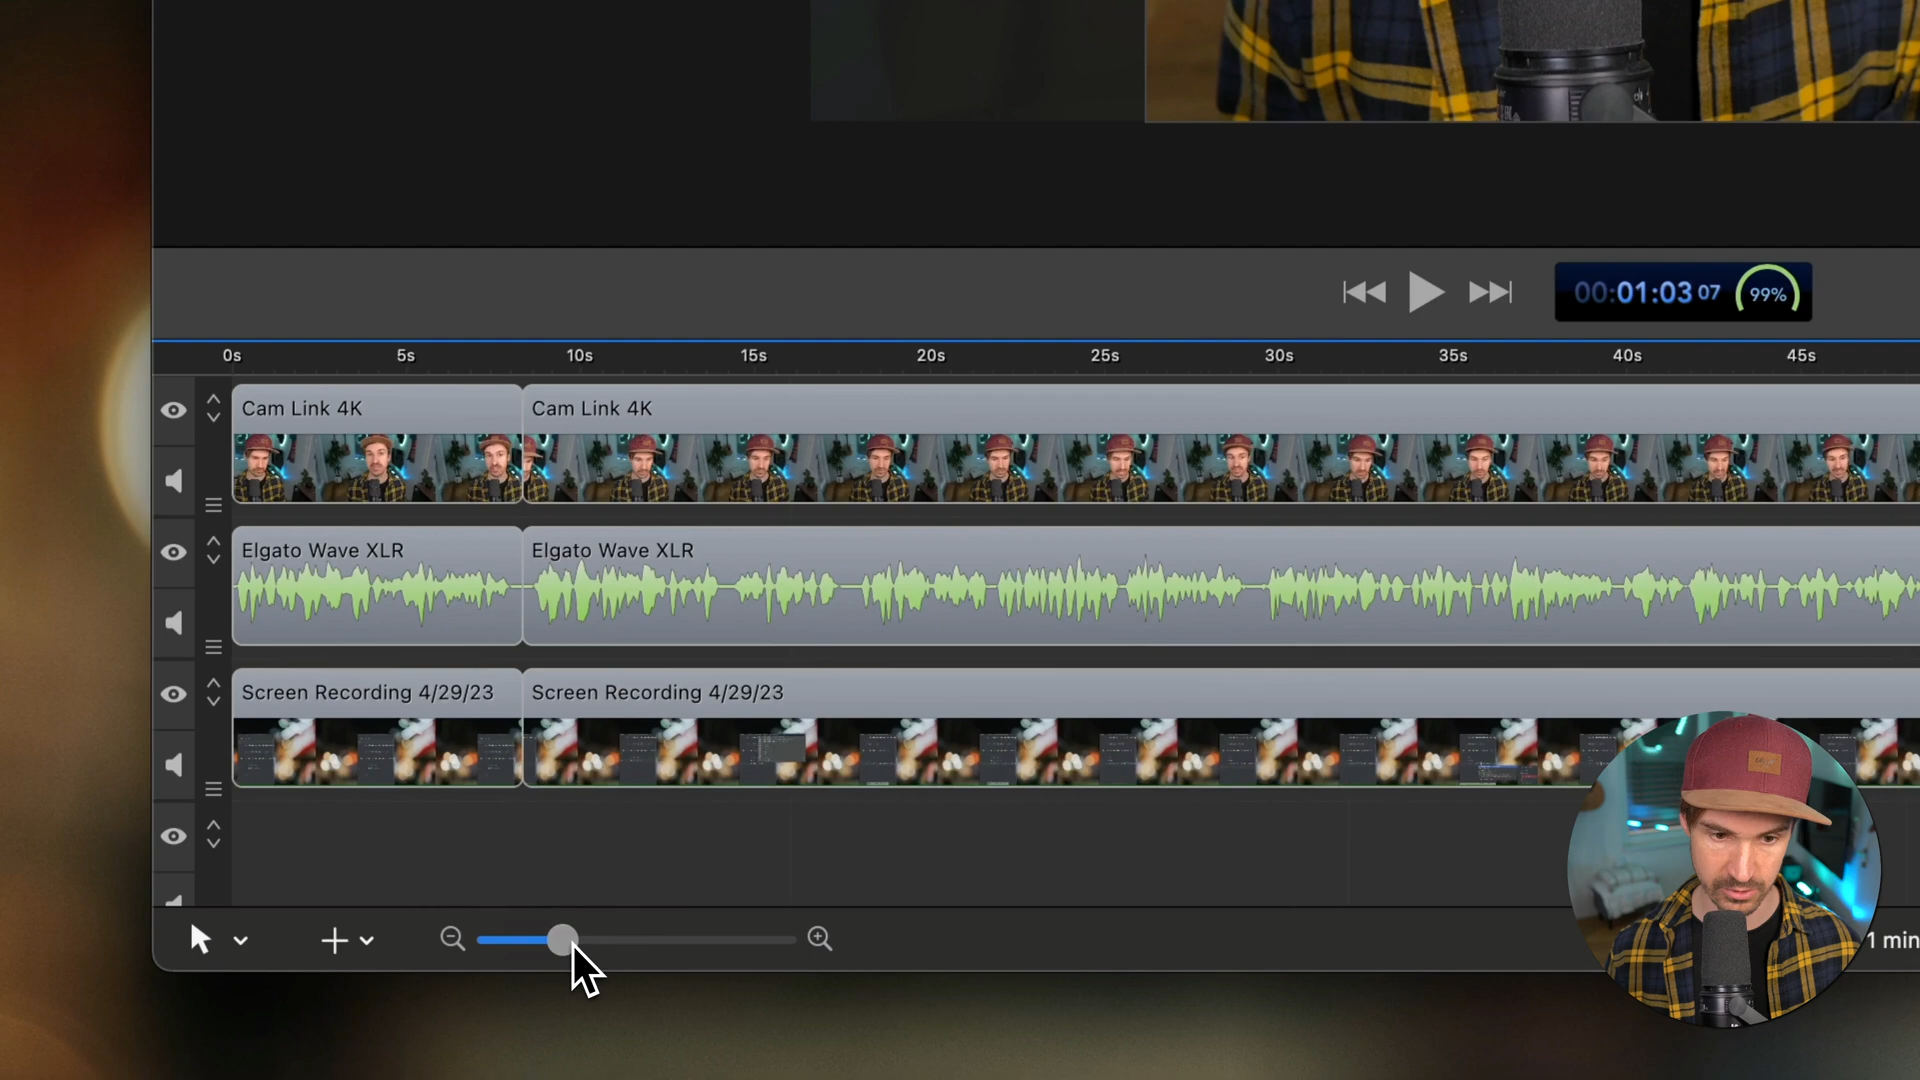 00:01:03 07 99%
0s 5s 10s 15s 20s 25s 30s 35s 40s 45s
Cam Link 4K Cam Link 4K
Elgato Wave XLR Elgato Wave XLR
Screen Recording 4/29/23 Screen Recording 4/29/23
1 min